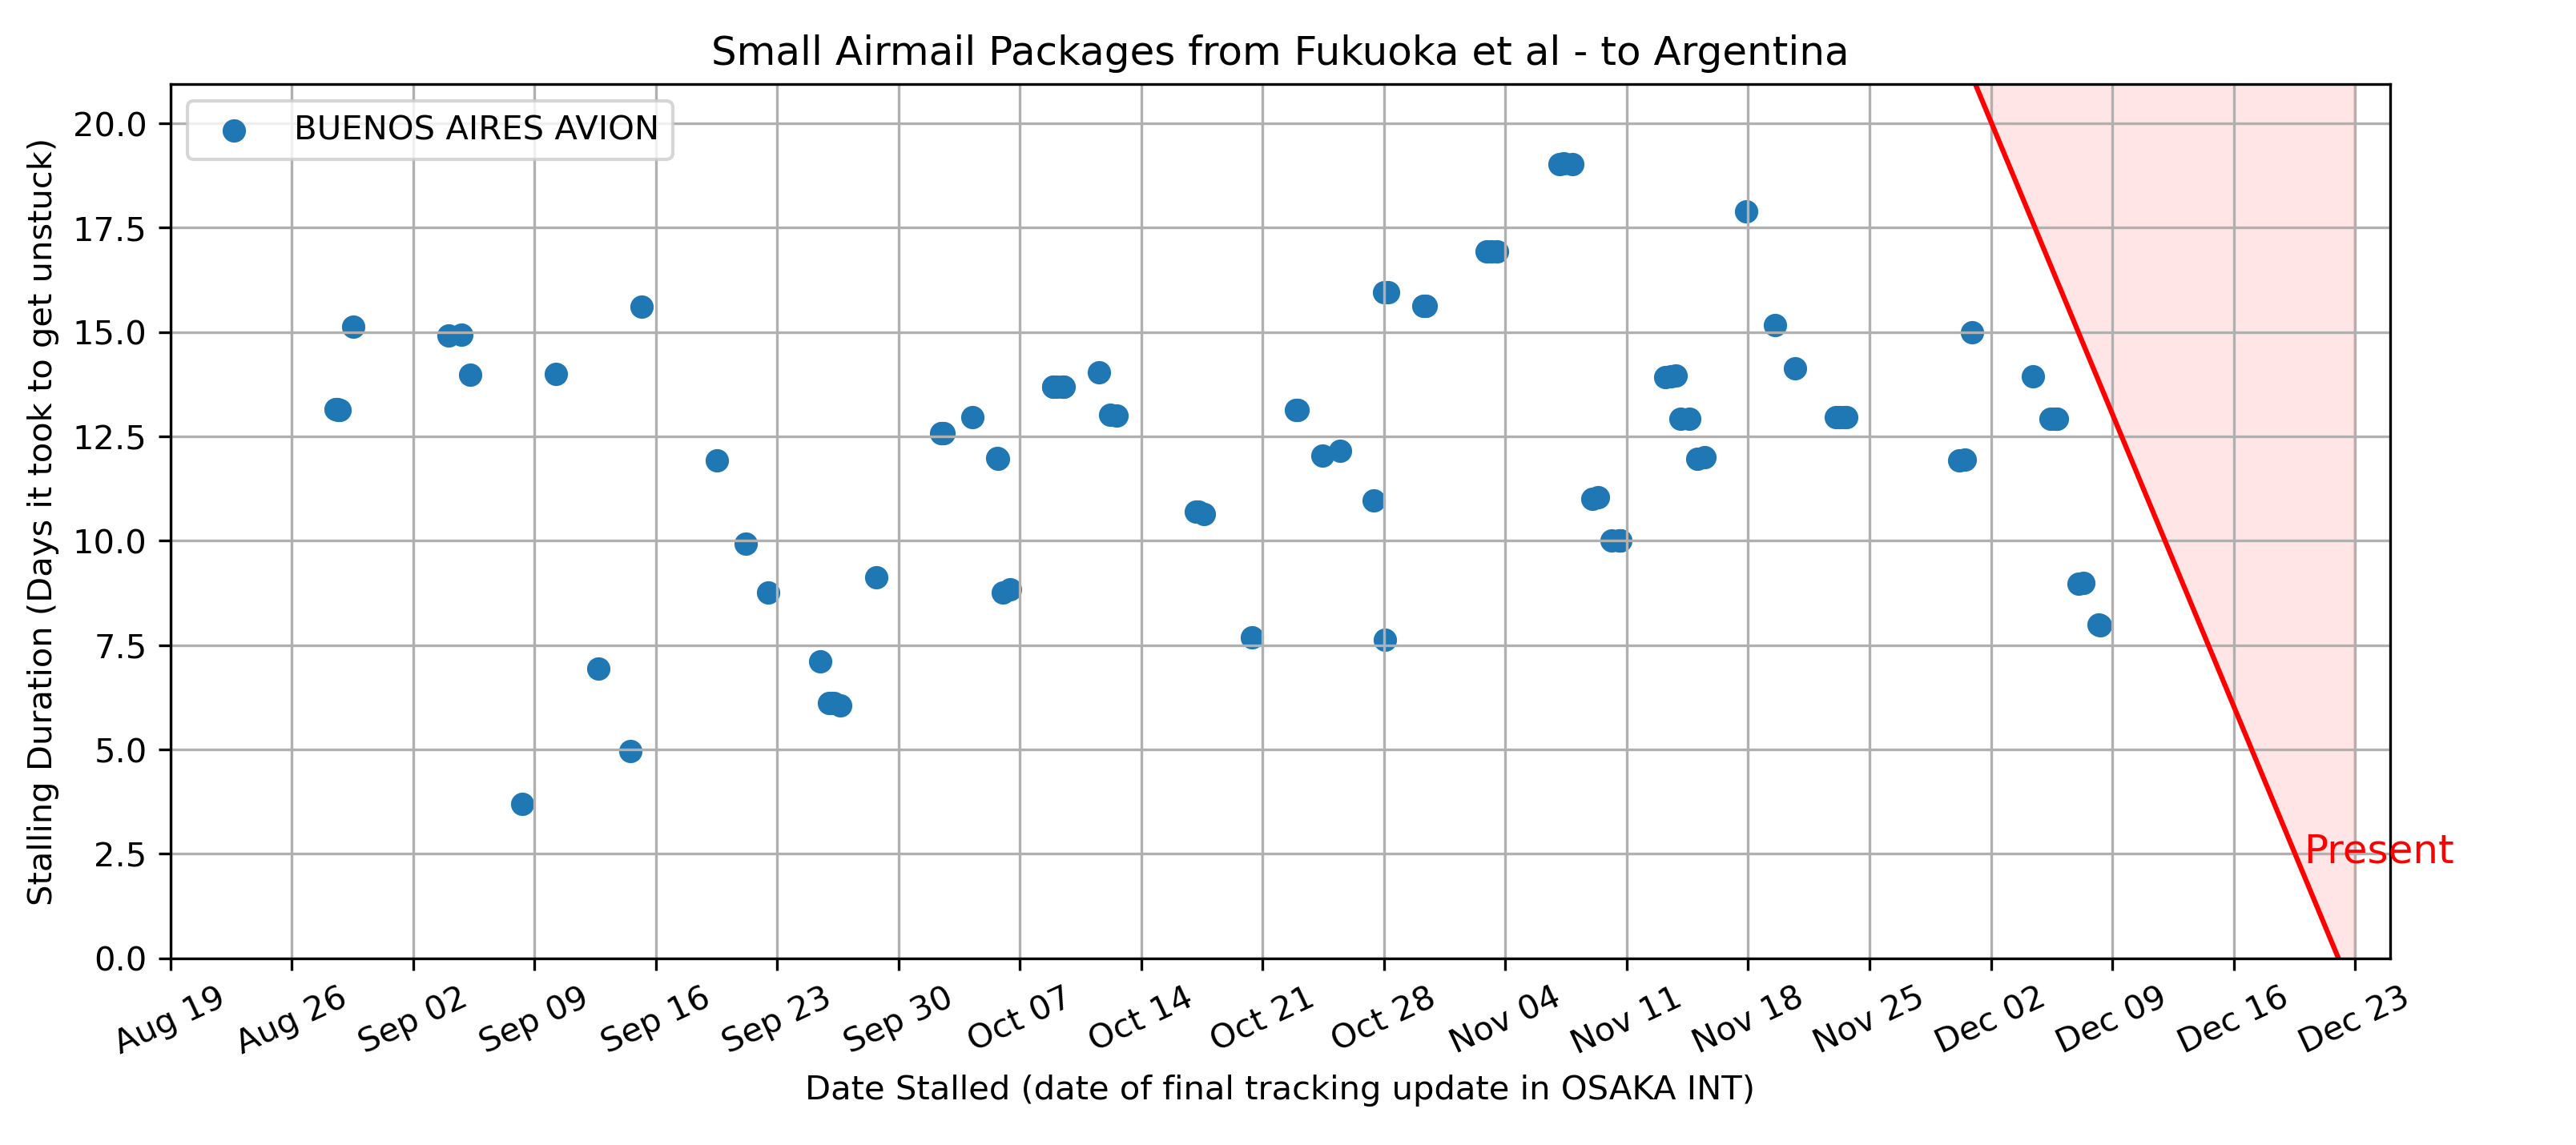 Small Airmail Packages from Fukuoka et al - to Argentina
BUENOS AIRES AVION
Stalling Duration (Days it took to get unstuck)
20.0
17.5
15.0
12.5
10.0
7.5
5.0
2.5
0.0
Present
Aug 19
Aug 26
Sep 02
Sep 09
Sep 16
Sep 23
Sep 30
Oct 07
Oct 14
Oct 21
Oct 28
Nov 04
Nov 11
Nov 18
Nov 25
Dec 02
Dec 09
Dec 16
Dec 23
Date Stalled (date of final tracking update in OSAKA INT)